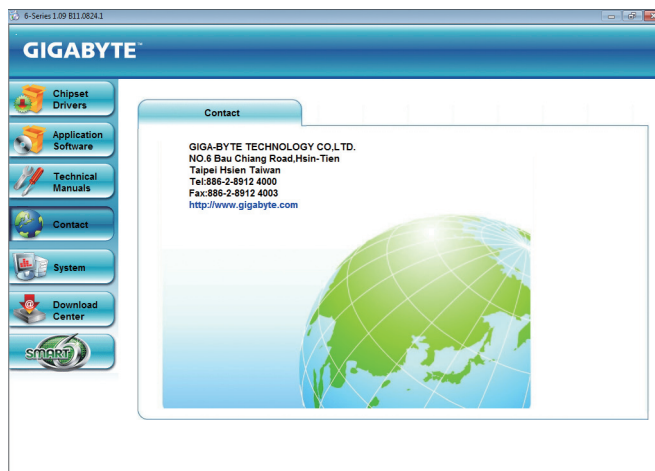 6-Series 1.09 B11.0824.1
GIGABYTE™
Chipset
Drivers
Application
Software
Technical
Manuals
Contact
System
Download
Center
SMART 6
Contact
GIGA-BYTE TECHNOLOGY CO,LTD.
NO.6 Bau Chiang Road,Hsin-Tien
Taipei Hsien Taiwan
Tel:886-2-8912 4000
Fax:886-2-8912 4003
http://www.gigabyte.com